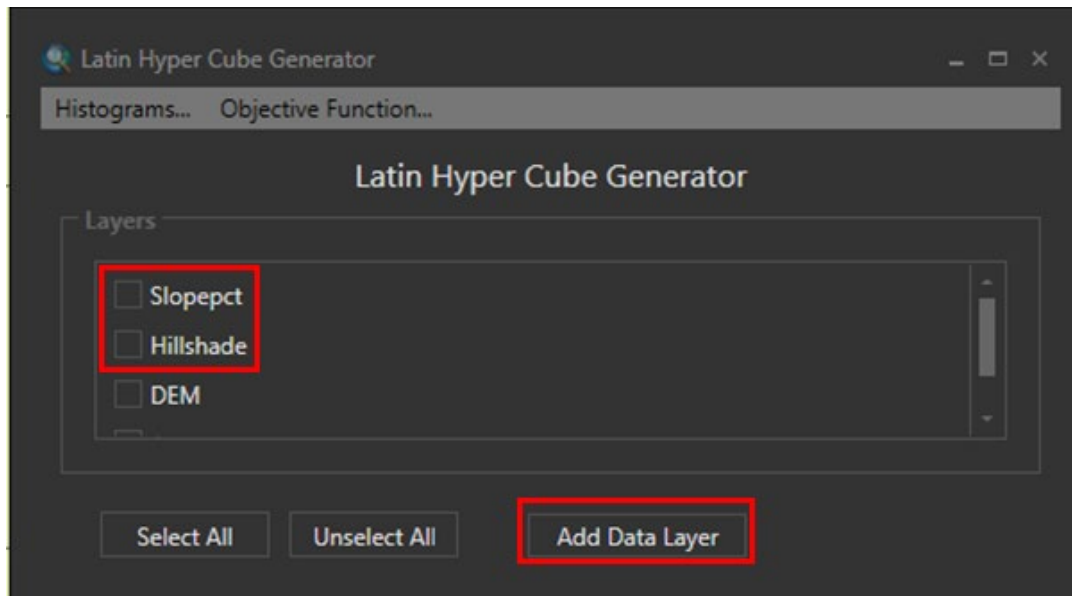 Latin Hyper Cube Generator
Histograms... Objective Function...
Latin Hyper Cube Generator
Layers
Slopepct
Hillshade
DEM
Select All Unselect All Add Data Layer